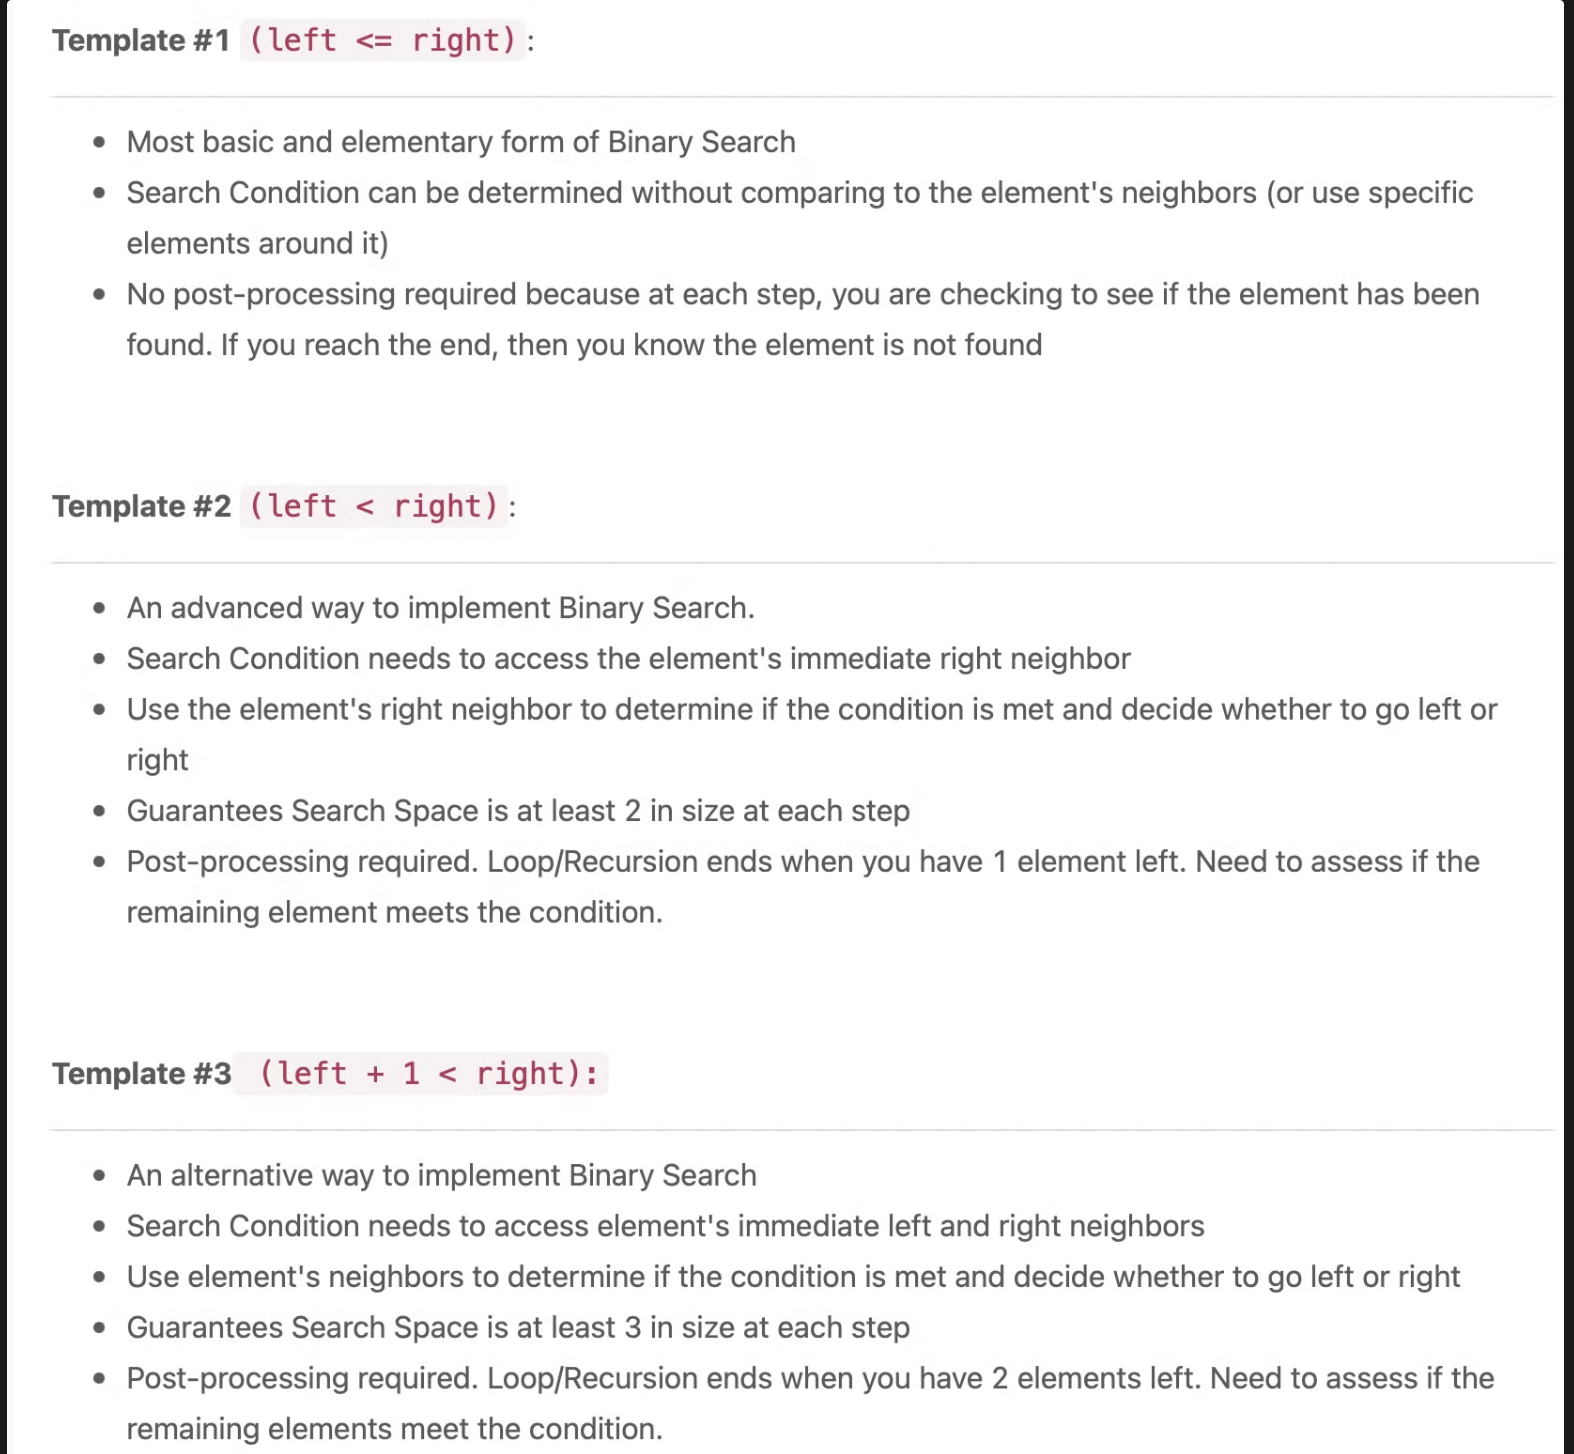 Template #1 (left <= right):
Most basic and elementary form of Binary Search
Search Condition can be determined without comparing to the element's neighbors (or use specific
elements around it)
No post-processing required because at each step, you are checking to see if the element has been
found. If you reach the end, then you know the element is not found
Template #2 (left < right):
An advanced way to implement Binary Search.
Search Condition needs to access the element's immediate right neighbor
Use the element's right neighbor to determine if the condition is met and decide whether to go left or
right
Guarantees Search Space is at least 2 in size at each step
Post-processing required. Loop/Recursion ends when you have 1 element left. Need to assess if the
remaining element meets the condition.
Template #3 (left + 1 < right):
An alternative way to implement Binary Search
Search Condition needs to access element's immediate left and right neighbors
Use element's neighbors to determine if the condition is met and decide whether to go left or right
Guarantees Search Space is at least 3 in size at each step
Post-processing required. Loop/Recursion ends when you have 2 elements left. Need to assess if the
remaining elements meet the condition.